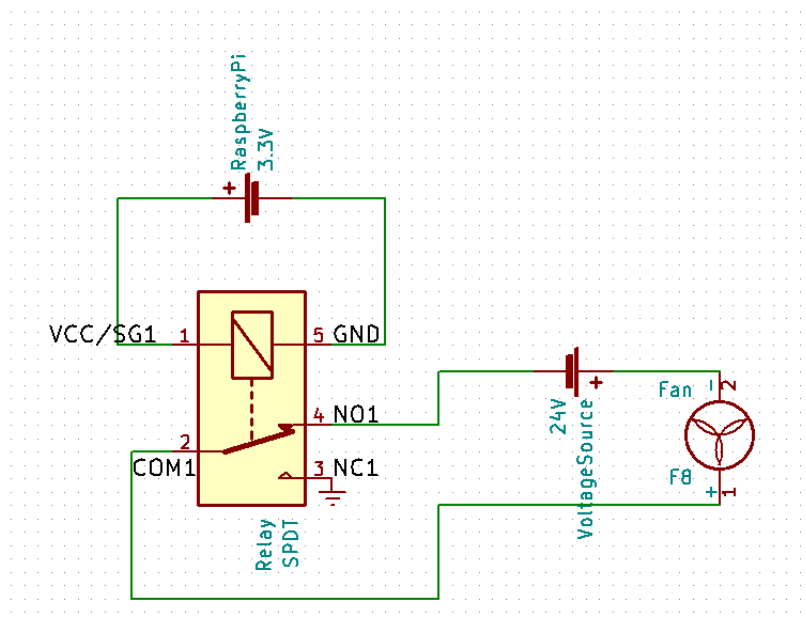 RaspberryPi
3.3V
+
VCC/SG1
1
5
GND
4
NO1
2
COM1
3
NC1
Relay
SPDT
24V
VoltageSource
+
Fan
-
2
F8
+
1